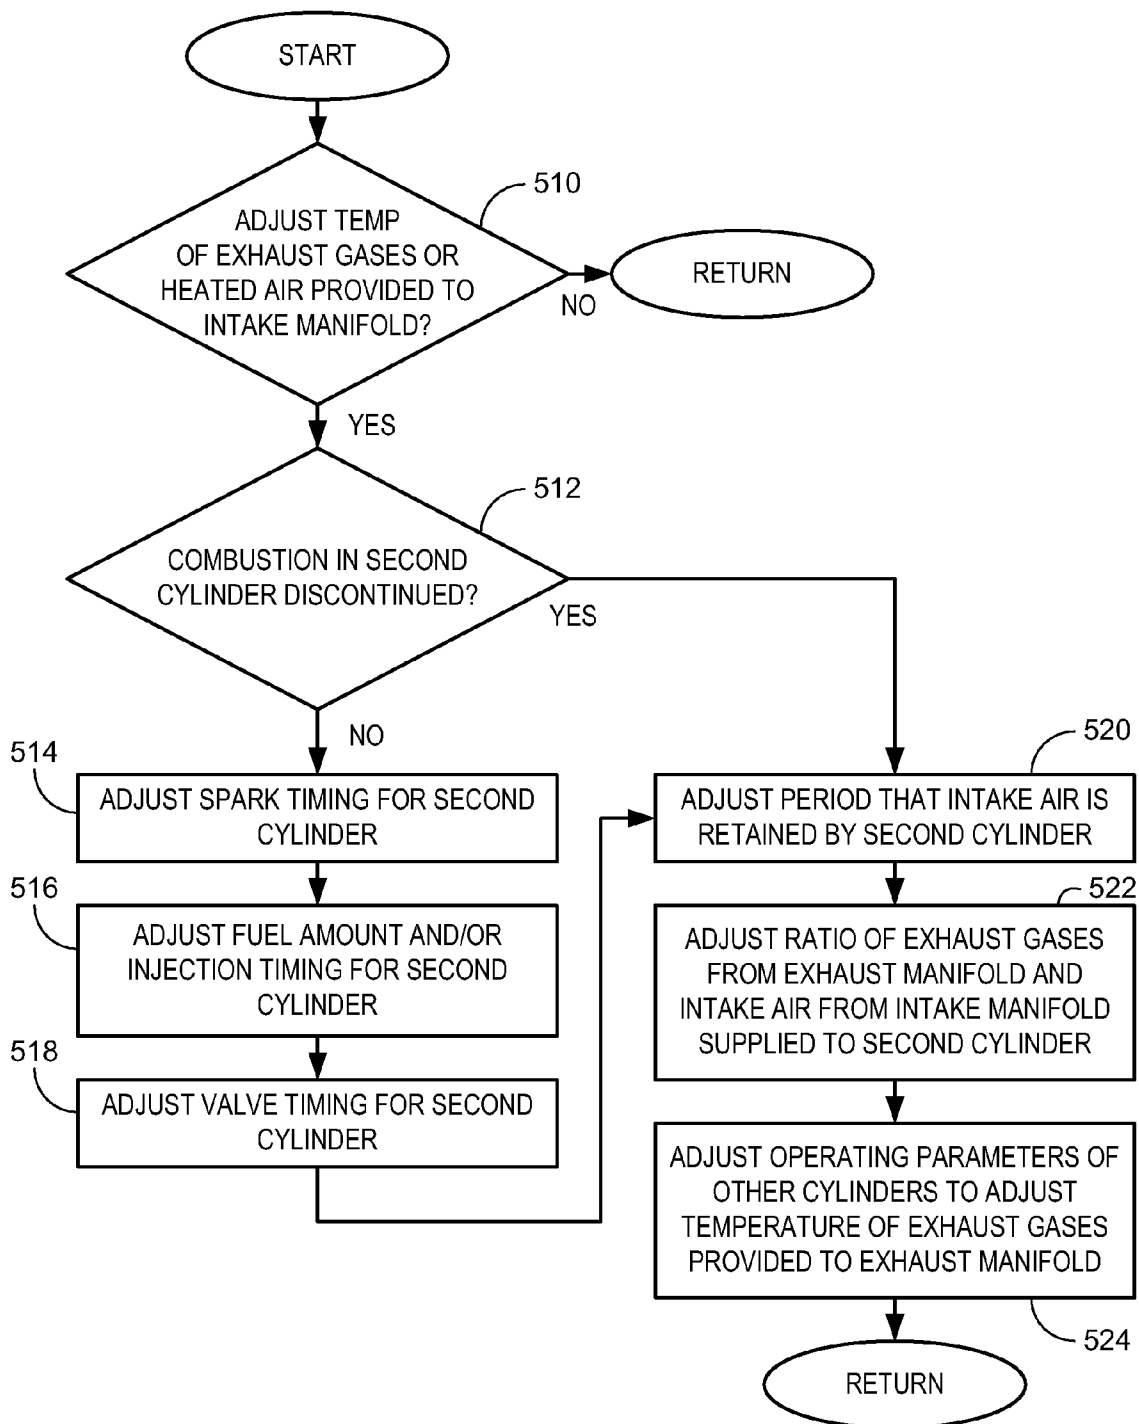 START
510
ADJUST TEMP
OF EXHAUST GASES OR
HEATED AIR PROVIDED TO
INTAKE MANIFOLD?
RETURN
NO
YES
512
COMBUSTION IN SECOND
CYLINDER DISCONTINUED?
YES
NO
514
ADJUST SPARK TIMING FOR SECOND
CYLINDER
516
ADJUST FUEL AMOUNT AND/OR
INJECTION TIMING FOR SECOND
CYLINDER
518
ADJUST VALVE TIMING FOR SECOND
CYLINDER
520
ADJUST PERIOD THAT INTAKE AIR IS
RETAINED BY SECOND CYLINDER
522
ADJUST RATIO OF EXHAUST GASES
FROM EXHAUST MANIFOLD AND
INTAKE AIR FROM INTAKE MANIFOLD
SUPPLIED TO SECOND CYLINDER
ADJUST OPERATING PARAMETERS OF
OTHER CYLINDERS TO ADJUST
TEMPERATURE OF EXHAUST GASES
PROVIDED TO EXHAUST MANIFOLD
524
RETURN